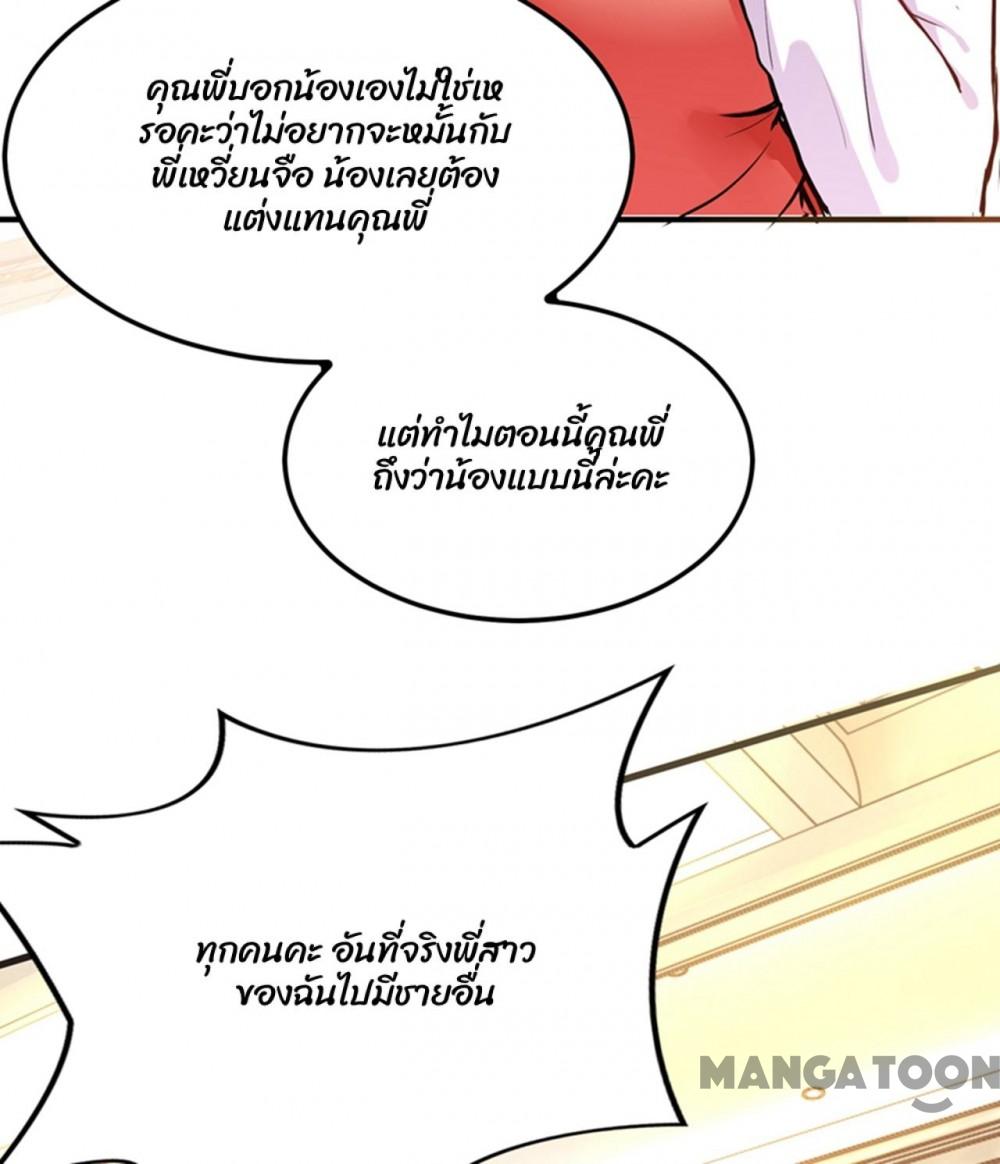 คุณพี่บอกน้องเองไม่ใช่เห
รอคะว่าไม่อยากจะหมั้นกับ
พี่เหวี่ยนจือ น้องเลยต้อง
แต่งแทนคุณพี่
แต่ทำไมตอนนี้คุณพี่
ถึงว่าน้องแบบนี้ล่ะคะ
ทุกคนคะ อันที่จริงพี่สาว
ของฉันไปมีชายอื่น
MANGATOON